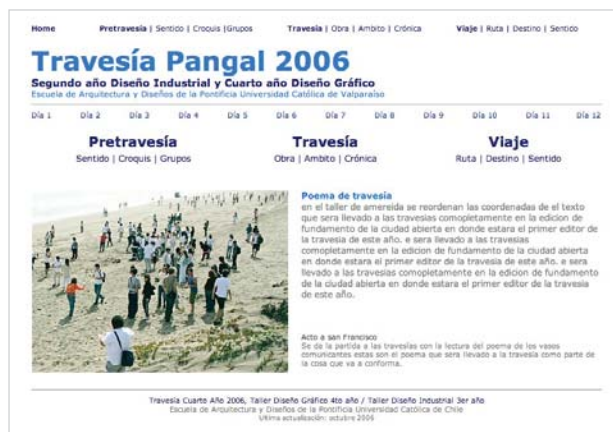 Home Pretravesía | Sentido | Croquis |Grupos Travesía | Obra | Ambito | Crónica Viaje | Ruta | Destino | Sentido
Travesía Pangal 2006
Segundo año Diseño Industrial y Cuarto año Diseño Gráfico
Escuela de Arquitectura y Diseños de la Pontificia Universidad Católica de Valparaíso
Día 1 Día 2 Día 3 Día 4 Día 5 Día 6 Día 7 Día 8 Día 9 Día 10 Día 11 Día 12
Pretravesía Travesía Viaje
Sentido | Croquis | Grupos Obra | Ambito | Crónica Ruta | Destino | Sentido
Poema de travesía
en el taller de amereida se reordenan las coordenadas de el texto
que sera llevado a las travesias comopletamente en la edicion de
fundamento de la ciudad abierta en donde estara el primer editor de
la travesia de este año. e sera llevado a las travesias
comopletamente en la edicion de fundamento de la ciudad abierta
en donde estara el primer editor de la travesia de este año. e sera
llevado a las travesias comopletamente en la edicion de fundamento
de la ciudad abierta en donde estara el primer editor de la travesia
de este año.
Acto a san Francisco
Se da la partida a las travesías con la lectura del poema de los vasos
comunicantes estas son el poema que sera llevado a la travesía como parte de
la cosa que va a conforma.
Travesía Cuarto Año 2006, Taller Diseño Gráfico 4to año / Taller Diseño Industrial 3er año
Escuela de Arquitectura y Diseños de la Pontificia Universidad Católica de Chile
Ultima actualización: octubre 2006